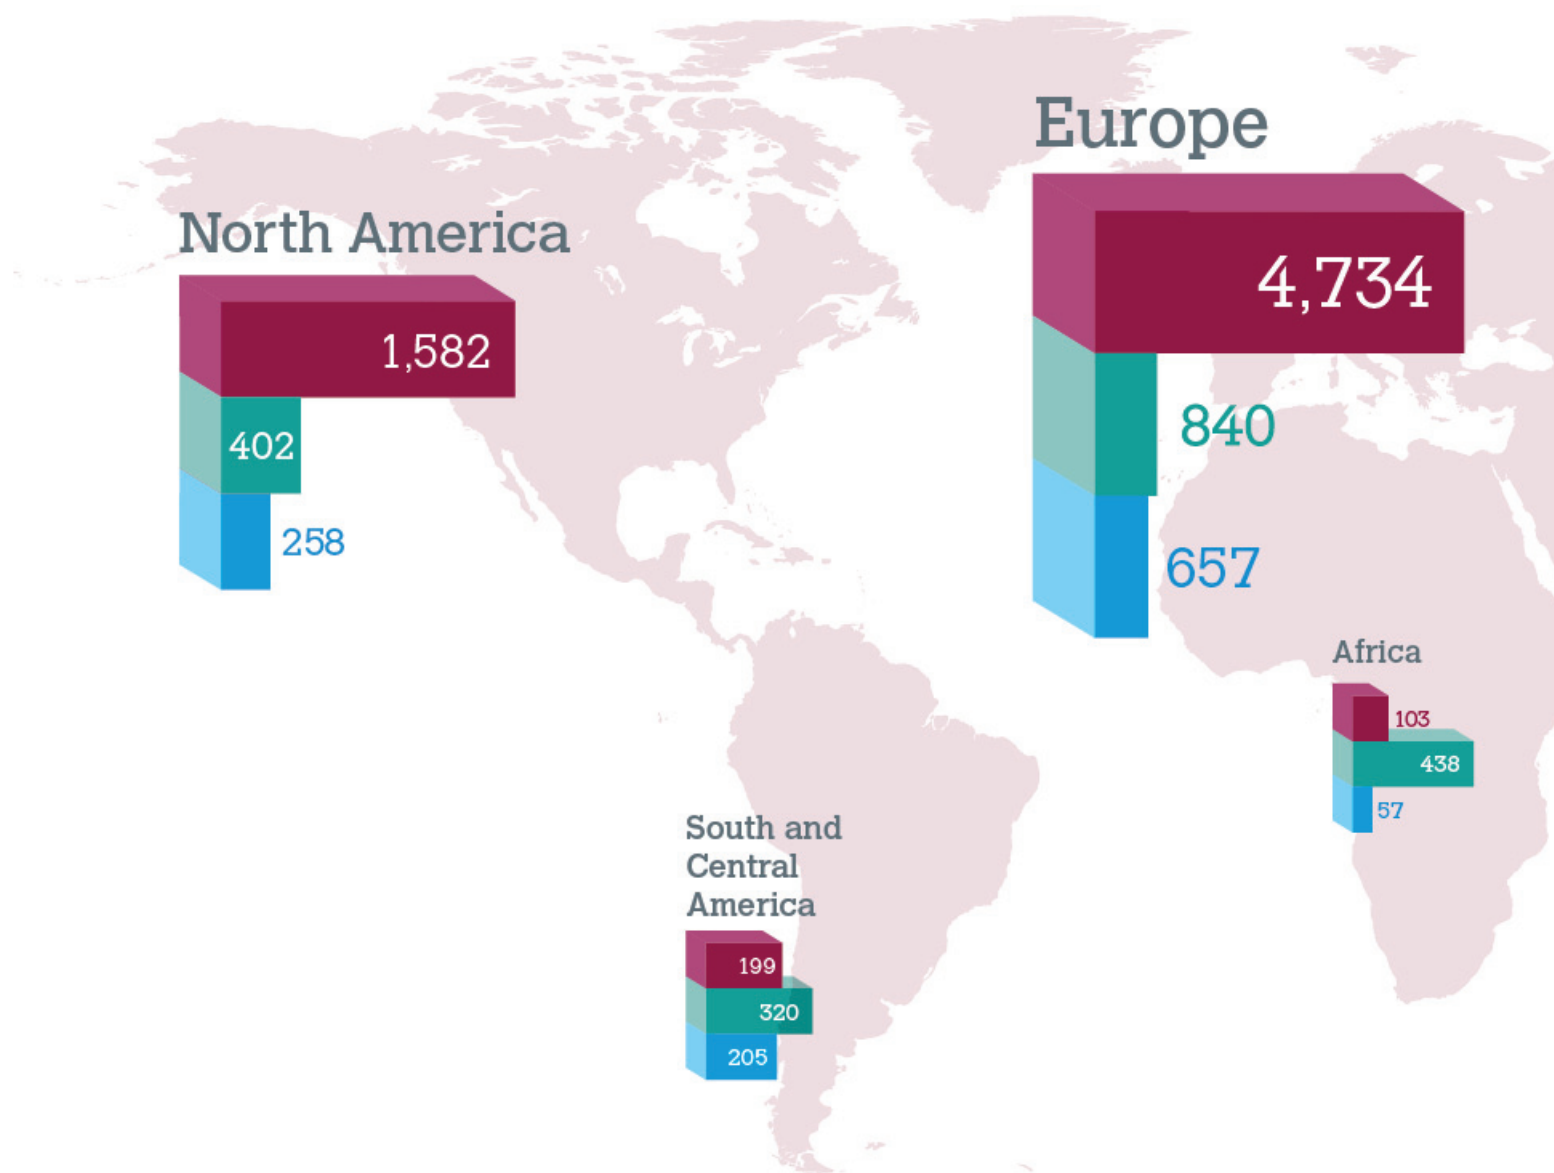 North America
1,582
402
258
Europe
4,734
840
657
Africa
103
438
57
South and
Central
America
199
320
205